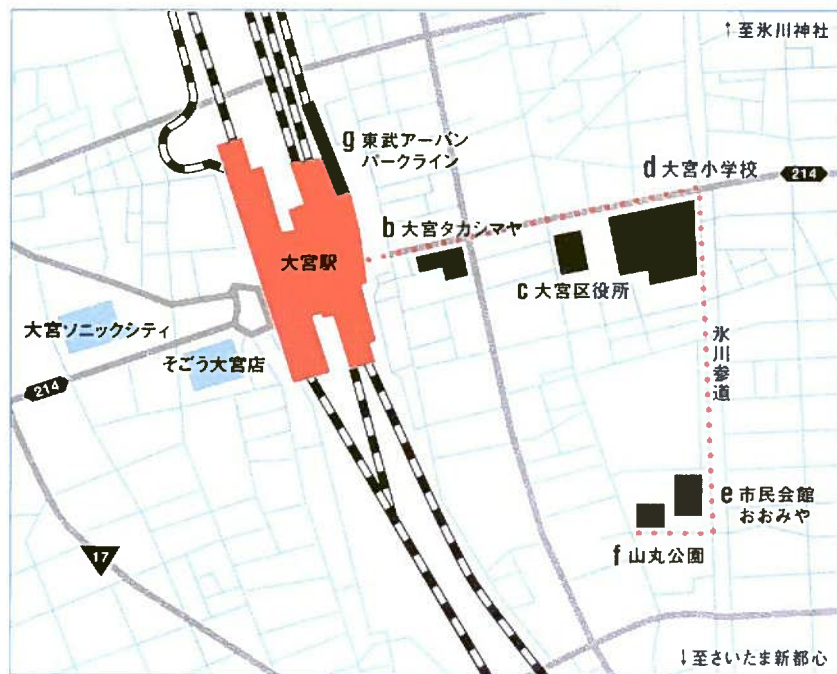 ↑至氷川神社
g 東武アーバン
パークライン
d 大宮小学校
214
b 大宮タカシマヤ
大宮駅
c 大宮区役所
大宮ソニックシティ
そごう大宮店
214
氷川参道
e 市民会館
おおみや
17
f 山丸公園
↓至さいたま新都心